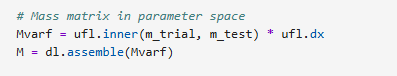 # Mass matrix in parameter space
Mvarf = ufl.inner(m_trial, m_test) * ufl.dx
M = dl.assemble(Mvarf)